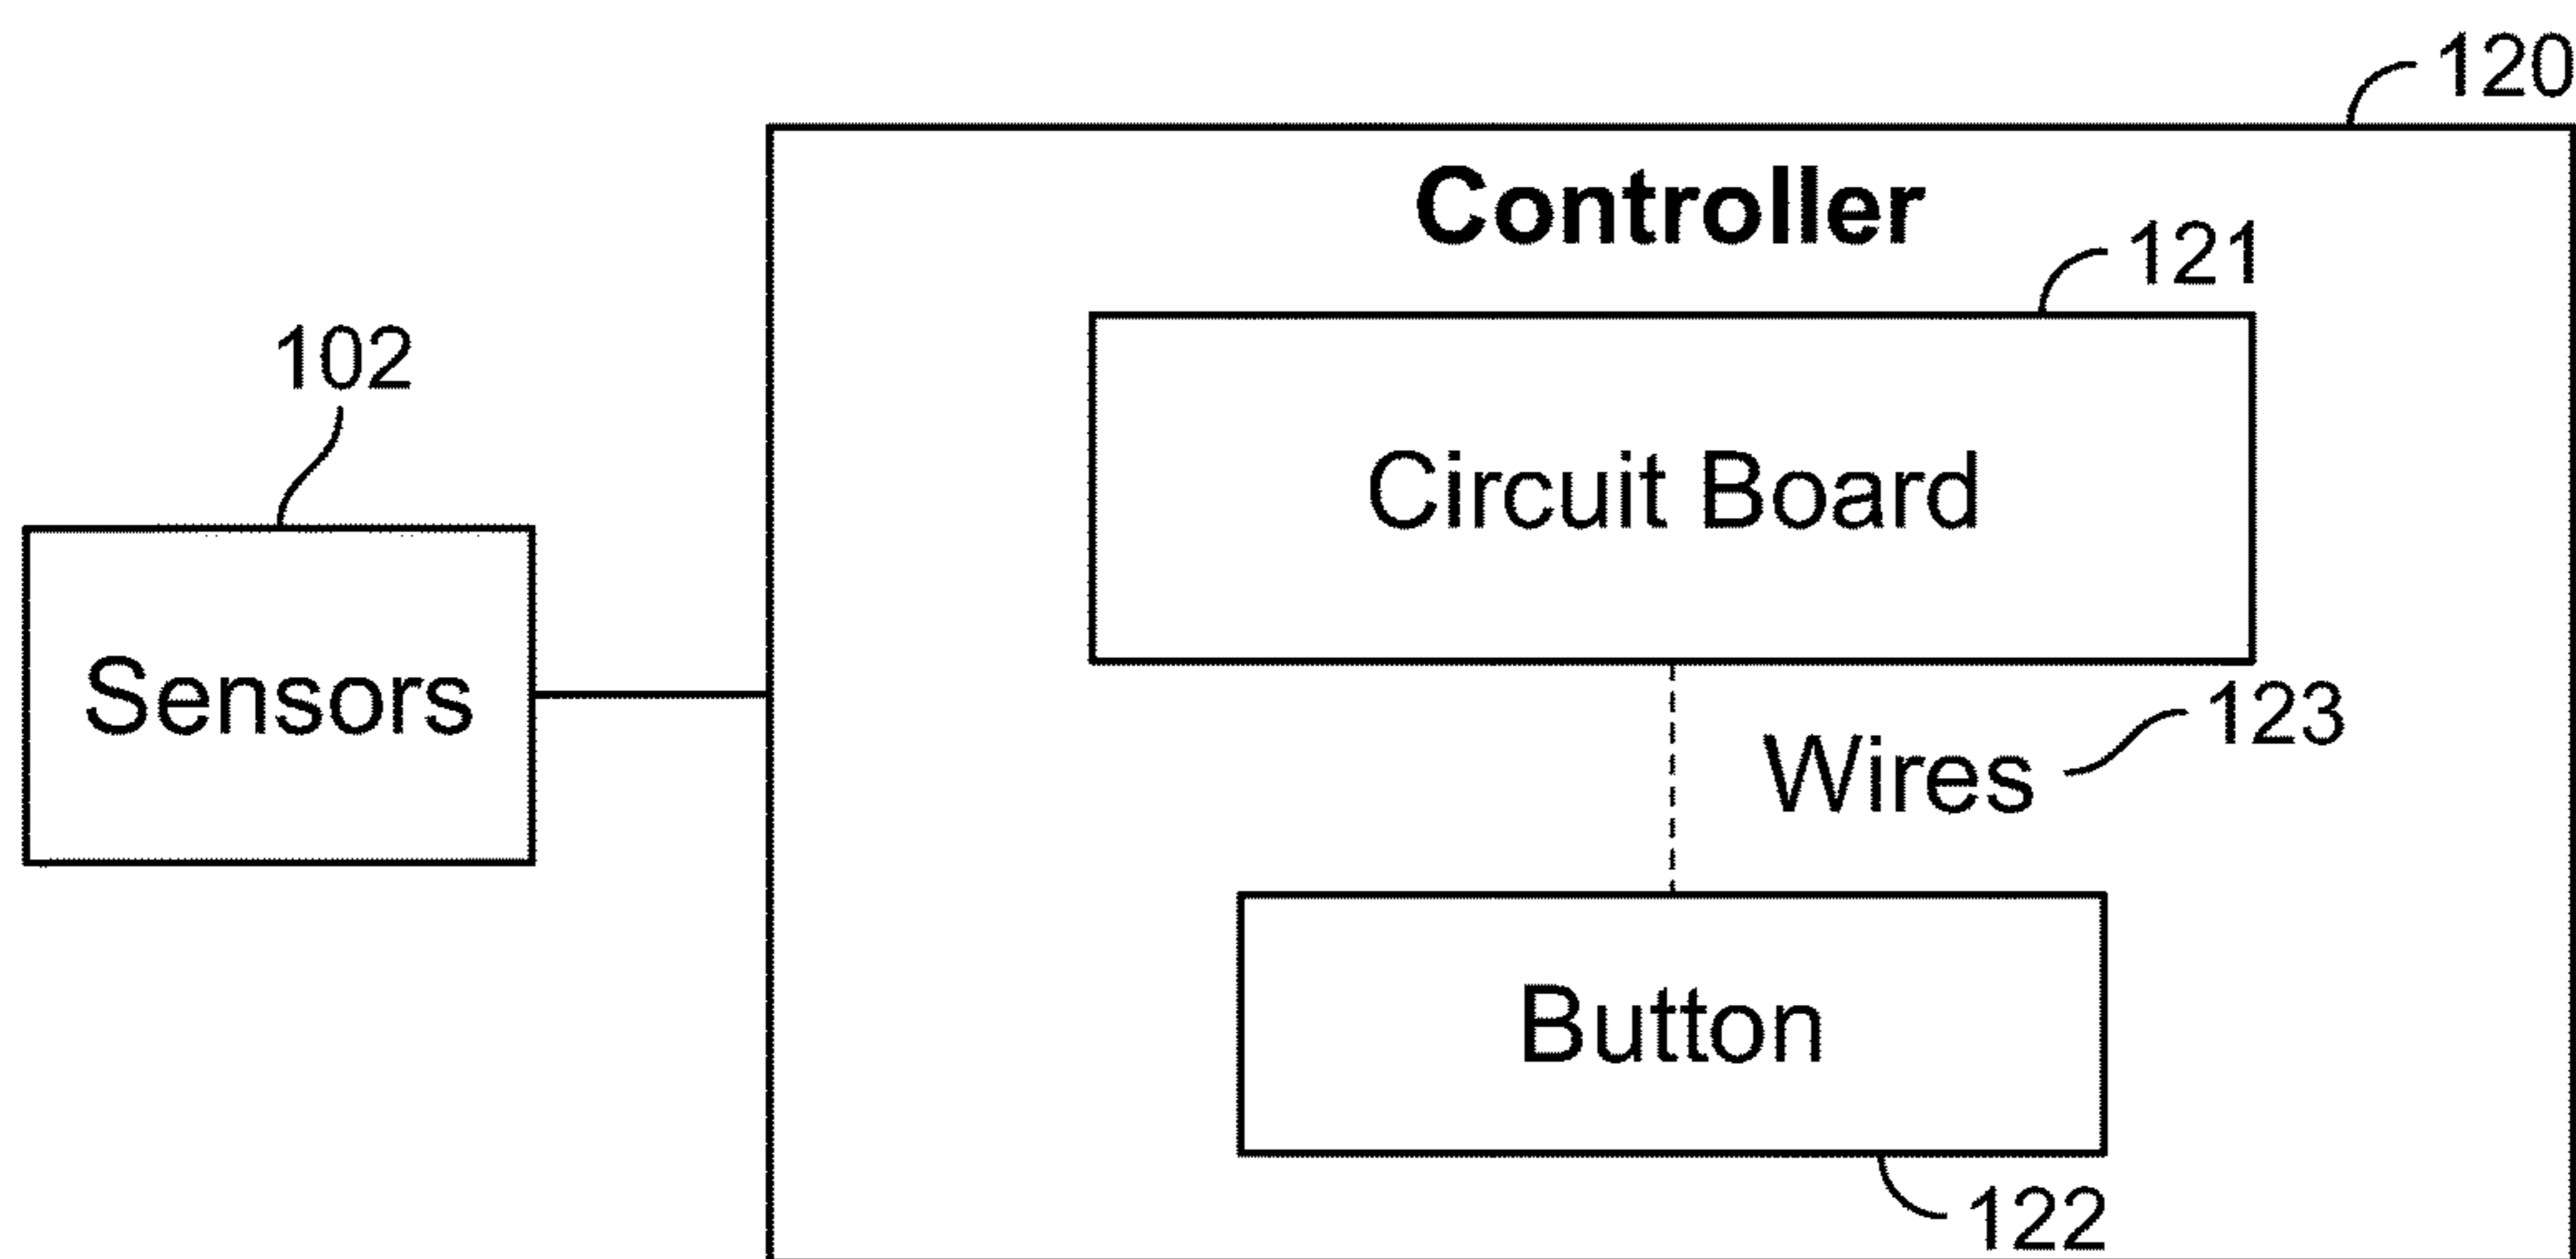 120
Controller
121
102
Circuit Board
Sensors
123
Wires
Button
122